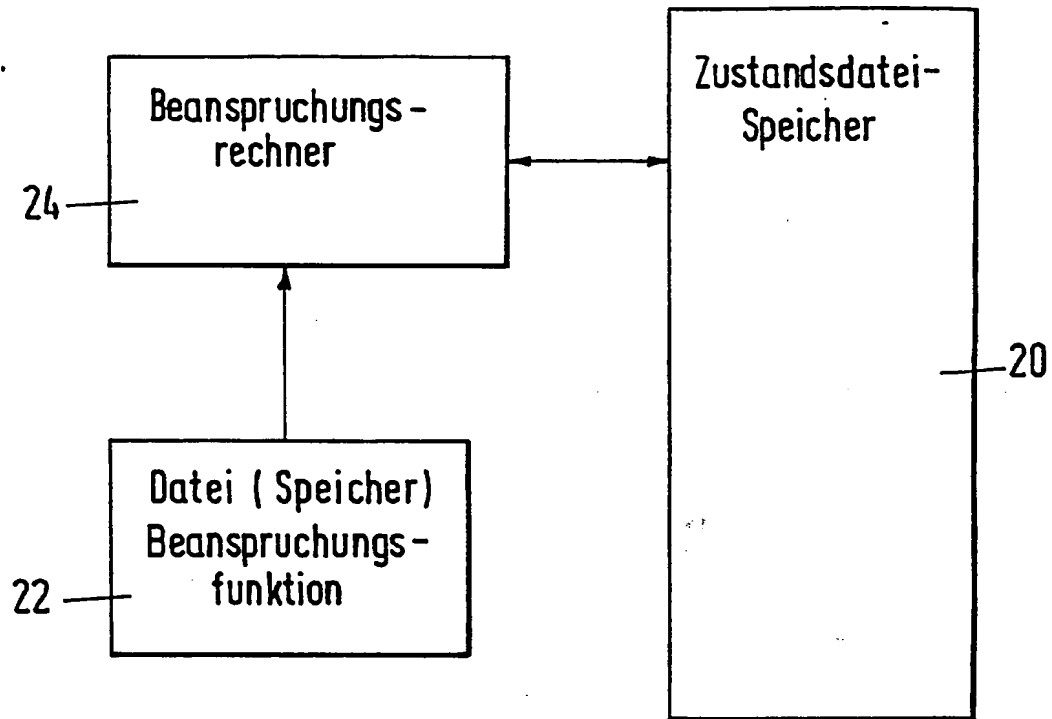 Beanspruchungs-
rechner
24
Zustandsdatei-
Speicher
20
Datei (Speicher)
Beanspruchungs-
funktion
22